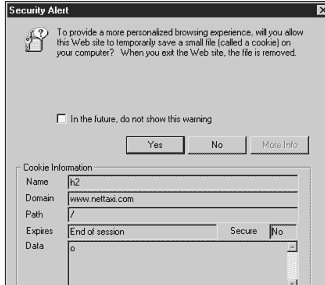 Security Alert
To provide a more personalized browsing experience, will you allow
this Web site to temporarily save a small file (called a cookie) on
your computer? When you exit the Web site, the file is removed.
In the future, do not show this warning
Yes No More Info
Cookie Information
Name h2
Domain www.nettaxi.com
Path /
Expires End of session Secure No
Data o